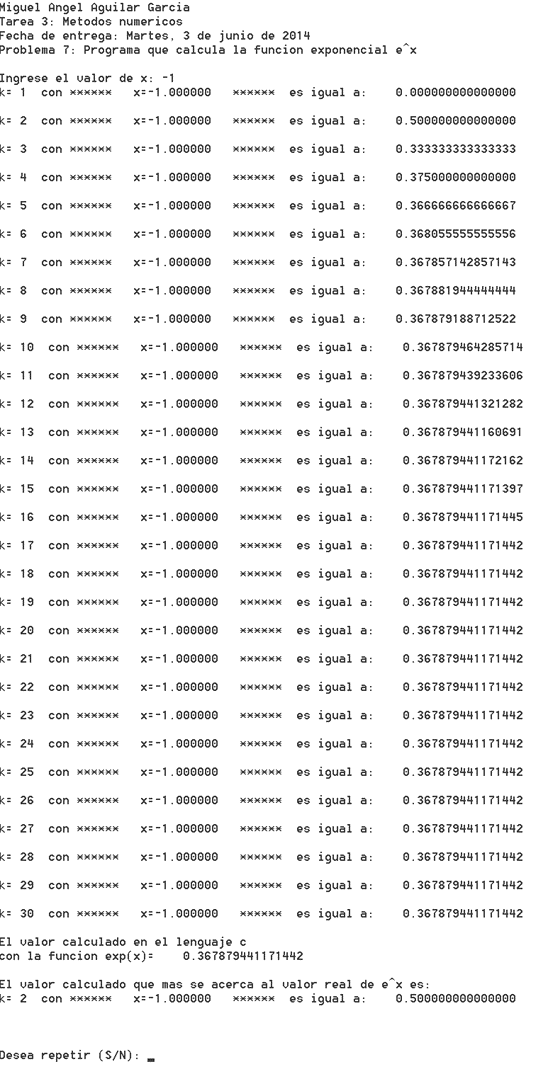 Miguel Angel Aguilar Garcia
Tarea 3: Metodos numericos
Fecha de entrega: Martes, 3 de junio de 2014
Problema 7: Programa que calcula la funcion exponencial e^x
Ingrese el valor de x: -1
k= 1 con ****** x=-1.000000 ****** es igual a: 0.000000000000000
k= 2 con ****** x=-1.000000 ****** es igual a: 0.500000000000000
k= 3 con ****** x=-1.000000 ****** es igual a: 0.333333333333333
k= 4 con ****** x=-1.000000 ****** es igual a: 0.375000000000000
k= 5 con ****** x=-1.000000 ****** es igual a: 0.366666666666667
k= 6 con ****** x=-1.000000 ****** es igual a: 0.368055555555556
k= 7 con ****** x=-1.000000 ****** es igual a: 0.367857142857143
k= 8 con ****** x=-1.000000 ****** es igual a: 0.367881944444444
k= 9 con ****** x=-1.000000 ****** es igual a: 0.367879188712522
k= 10 con ****** x=-1.000000 ****** es igual a: 0.367879464285714
k= 11 con ****** x=-1.000000 ****** es igual a: 0.367879439233606
k= 12 con ****** x=-1.000000 ****** es igual a: 0.367879441321282
k= 13 con ****** x=-1.000000 ****** es igual a: 0.367879441160691
k= 14 con ****** x=-1.000000 ****** es igual a: 0.367879441172162
k= 15 con ****** x=-1.000000 ****** es igual a: 0.367879441171397
k= 16 con ****** x=-1.000000 ****** es igual a: 0.367879441171445
k= 17 con ****** x=-1.000000 ****** es igual a: 0.367879441171442
k= 18 con ****** x=-1.000000 ****** es igual a: 0.367879441171442
k= 19 con ****** x=-1.000000 ****** es igual a: 0.367879441171442
k= 20 con ****** x=-1.000000 ****** es igual a: 0.367879441171442
k= 21 con ****** x=-1.000000 ****** es igual a: 0.367879441171442
k= 22 con ****** x=-1.000000 ****** es igual a: 0.367879441171442
k= 23 con ****** x=-1.000000 ****** es igual a: 0.367879441171442
k= 24 con ****** x=-1.000000 ****** es igual a: 0.367879441171442
k= 25 con ****** x=-1.000000 ****** es igual a: 0.367879441171442
k= 26 con ****** x=-1.000000 ****** es igual a: 0.367879441171442
k= 27 con ****** x=-1.000000 ****** es igual a: 0.367879441171442
k= 28 con ****** x=-1.000000 ****** es igual a: 0.367879441171442
k= 29 con ****** x=-1.000000 ****** es igual a: 0.367879441171442
k= 30 con ****** x=-1.000000 ****** es igual a: 0.367879441171442
El valor calculado en el lenguaje c
con la funcion exp(x)= 0.367879441171442
El valor calculado que mas se acerca al valor real de e^x es:
k= 2 con ****** x=-1.000000 ****** es igual a: 0.500000000000000
Desea repetir (S/N): _